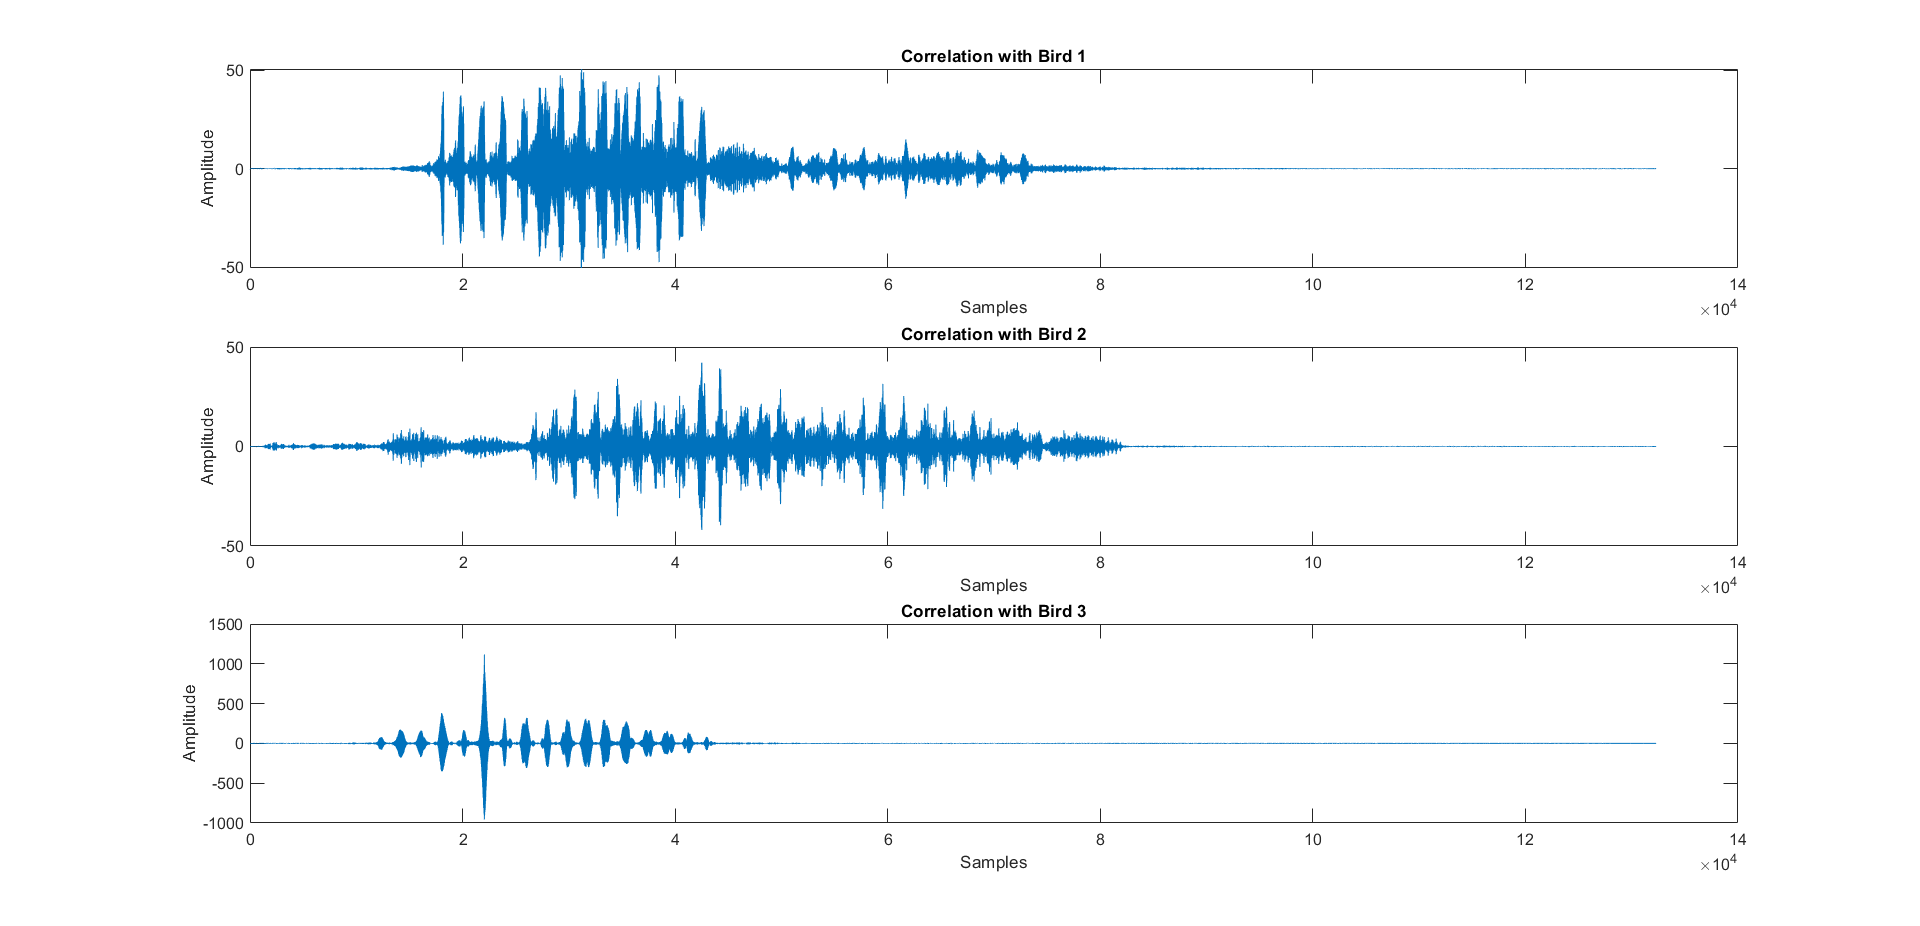 Correlation with Bird 1
50
0
-50
Amplitude
0 2 4 6 8 10 12 14
Samples
×10^4
Correlation with Bird 2
50
0
-50
Amplitude
0 2 4 6 8 10 12 14
Samples
×10^4
Correlation with Bird 3
1500
1000
500
0
-500
-1000
Amplitude
0 2 4 6 8 10 12 14
Samples
×10^4